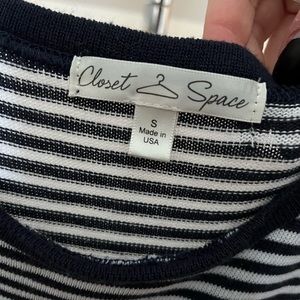 Closet Space
S
Made in
USA